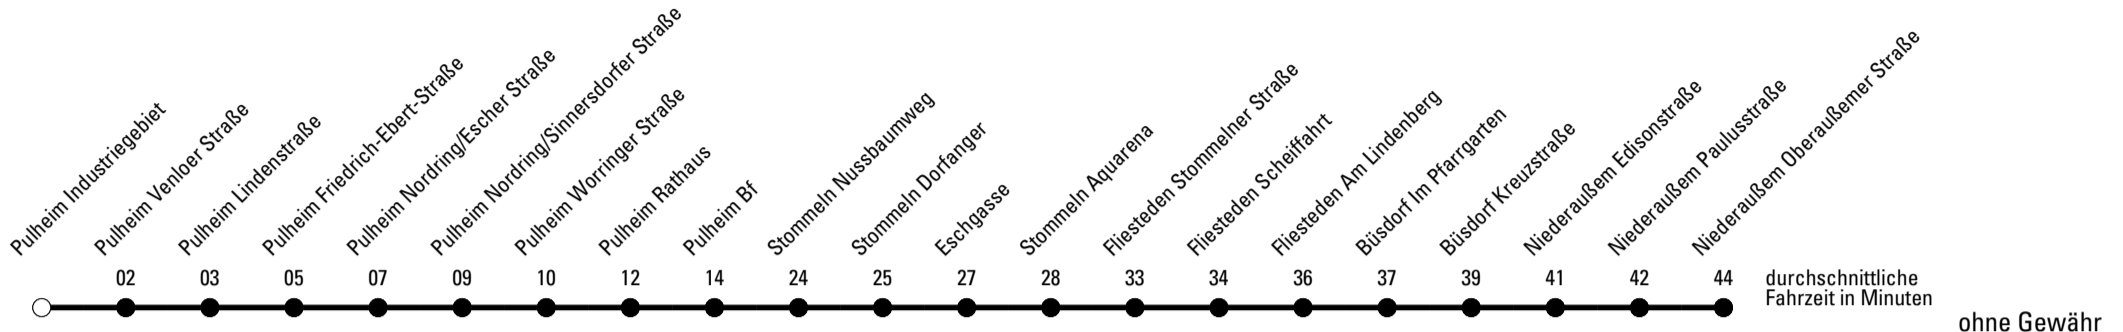 Pulheim Industriegebiet
Pulheim Venloer Straße
Pulheim Lindenstraße
Pulheim Friedrich-Ebert-Straße
Pulheim Nordring/Escher Straße
Pulheim Nordring/Sinnersdorfer Straße
Pulheim Worringer Straße
Pulheim Rathaus
Pulheim Bf
Stommeln Nussbaumweg
Stommeln Dorfanger
Eschgasse
Stommeln Aquarena
Fliesteden Stommelner Straße
Fliesteden Scheiffahrt
Fliesteden Am Lindenberg
Büsdorf Im Pfarrgarten
Büsdorf Kreuzstraße
Niederaußem Edisonstraße
Niederaußem Paulusstraße
Niederaußem Oberaußemer Straße
02 03 05 07 09 10 12 14 24 25 27 28 33 34 36 37 39 41 42 44
durchschnittliche
Fahrzeit in Minuten
ohne Gewähr